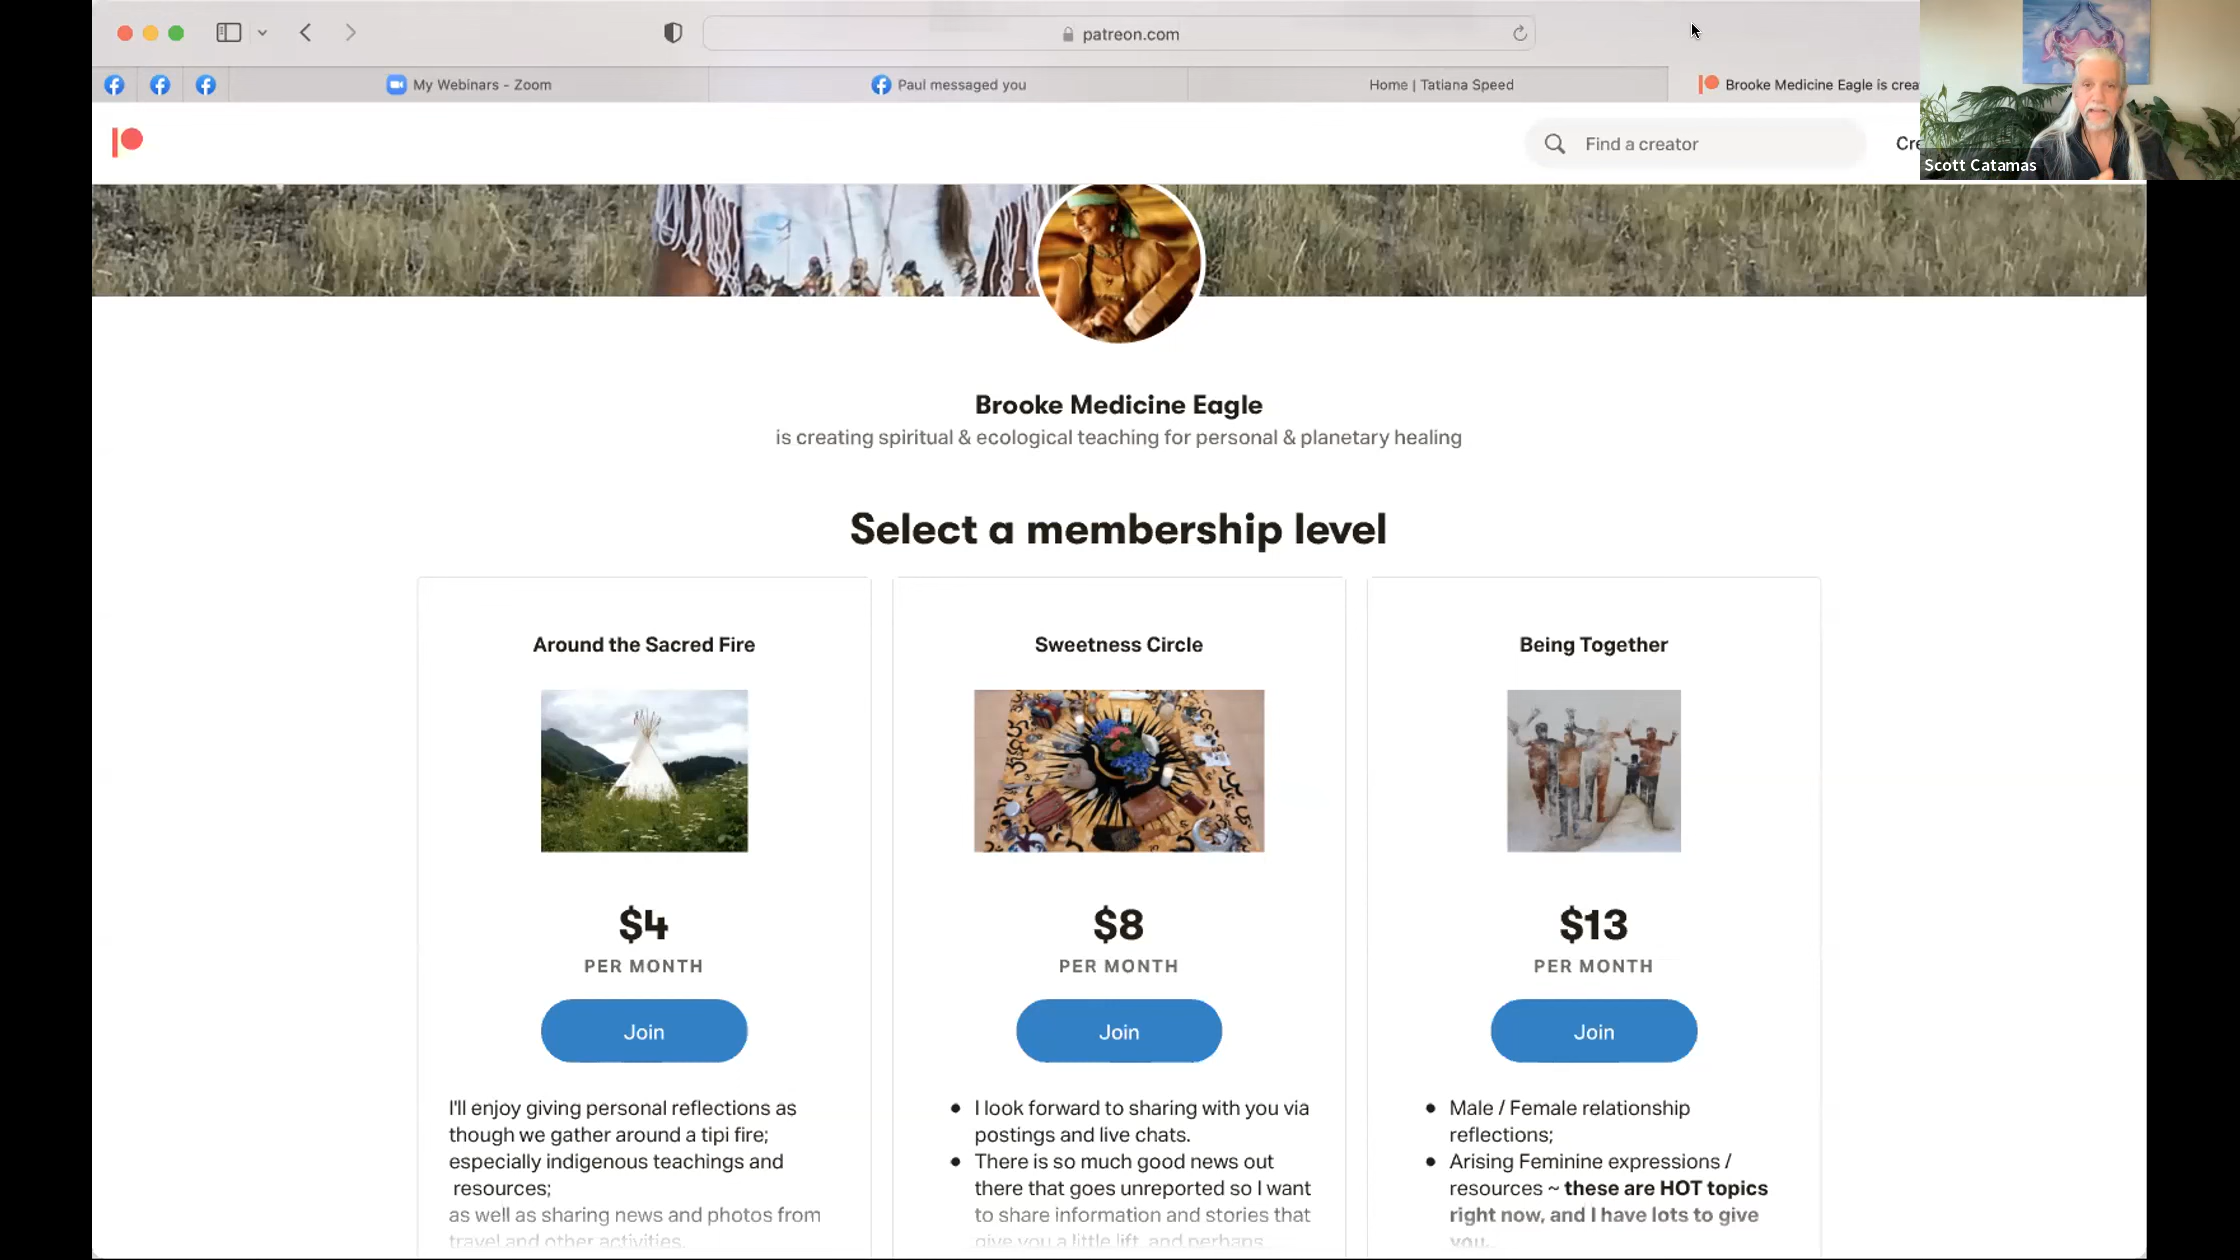 patreon.com
My Webinars - Zoom
Paul messaged you
Home | Tatiana Speed
Brooke Medicine Eagle is crea
Find a creator
Cre
Scott Catamas
Brooke Medicine Eagle
is creating spiritual & ecological teaching for personal & planetary healing
Select a membership level
Around the Sacred Fire
$4
PER MONTH
Join
I'll enjoy giving personal reflections as
though we gather around a tipi fire;
especially indigenous teachings and
resources;
as well as sharing news and photos from
travel and other activities.
Sweetness Circle
$8
PER MONTH
Join
● I look forward to sharing with you via
postings and live chats.
● There is so much good news out
there that goes unreported so I want
to share information and stories that
give you a little lift, and perhaps
Being Together
$13
PER MONTH
Join
● Male / Female relationship
reflections;
● Arising Feminine expressions /
resources ~ these are HOT topics
right now, and I have lots to give
you.